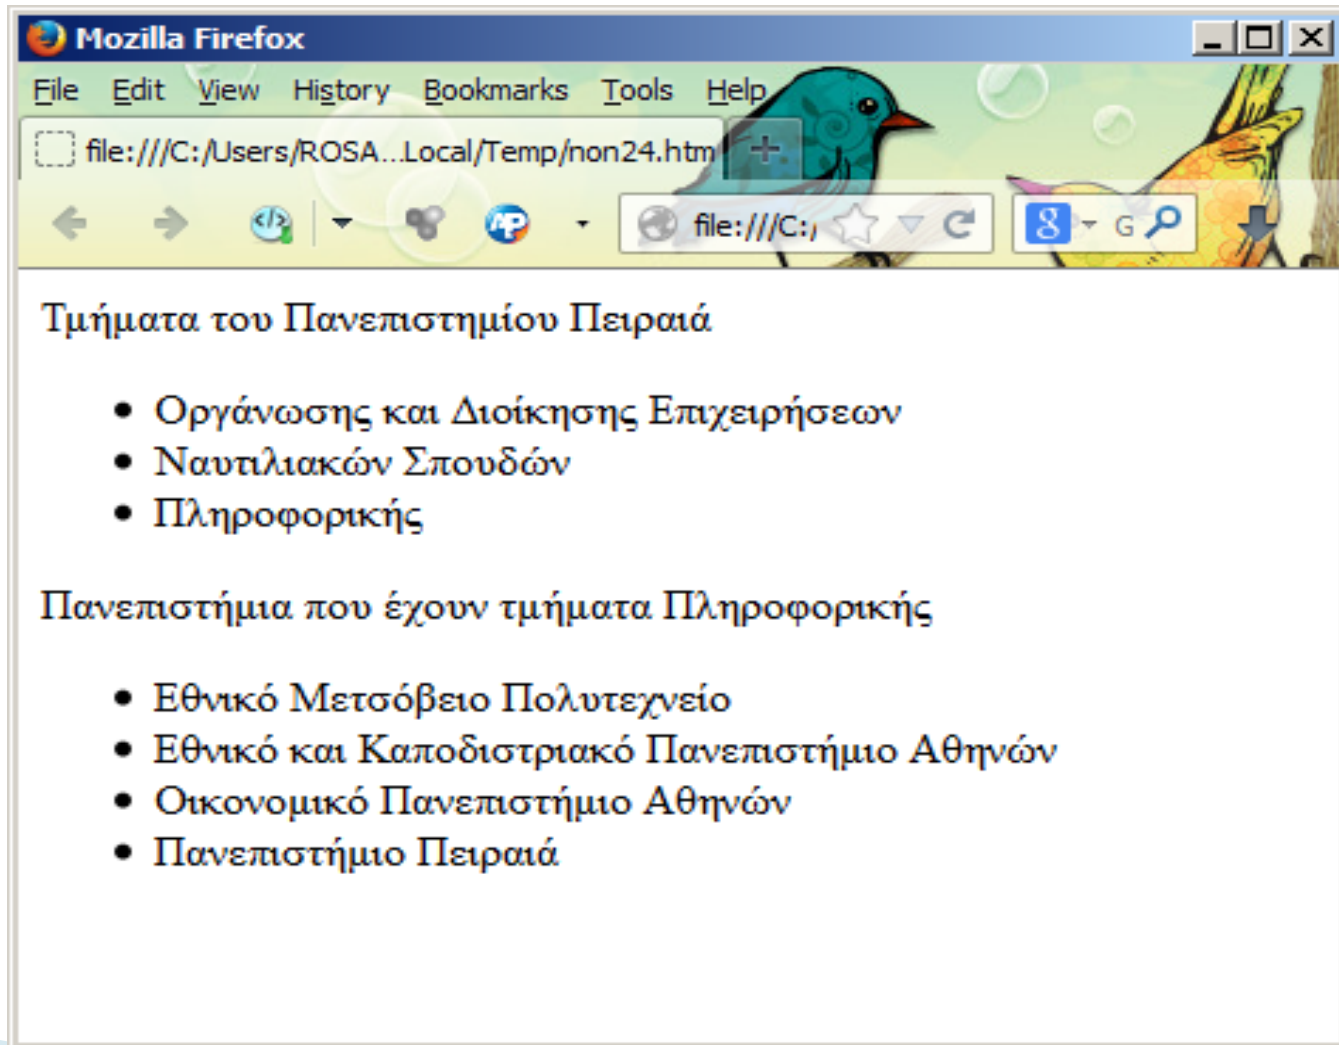 Mozilla Firefox
File Edit View History Bookmarks Tools Help
file:///C:/Users/ROSA...Local/Temp/non24.htm
file:///C:/ 8 G
Τμήματα του Πανεπιστημίου Πειραιά
• Οργάνωσης και Διοίκησης Επιχειρήσεων
• Ναυτιλιακών Σπουδών
• Πληροφορικής
Πανεπιστήμια που έχουν τμήματα Πληροφορικής
• Εθνικό Μετσόβειο Πολυτεχνείο
• Εθνικό και Καποδιστριακό Πανεπιστήμιο Αθηνών
• Οικονομικό Πανεπιστήμιο Αθηνών
• Πανεπιστήμιο Πειραιά